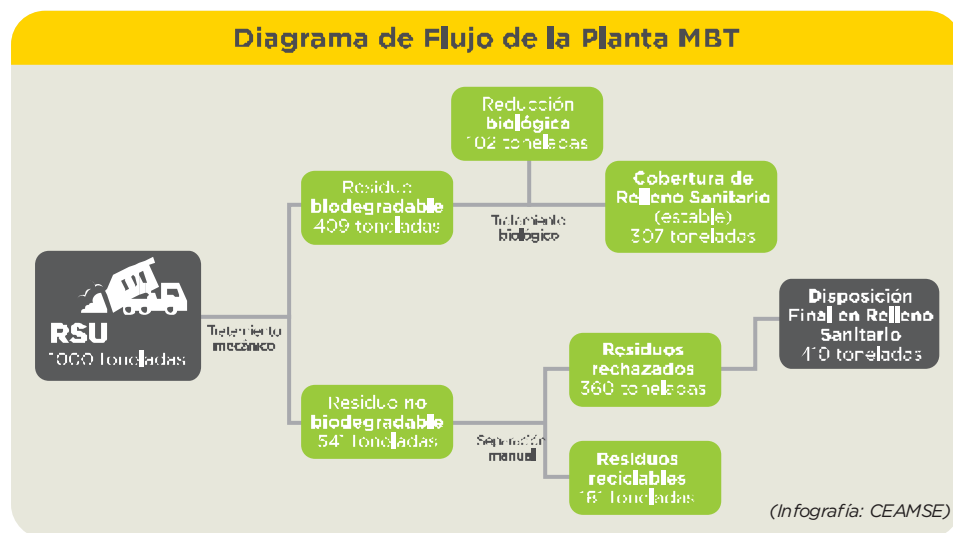 Diagrama de Flujo de la Planta MBT
Reducción
biológica
102 toneladas
Residuo
biodegradable
409 toneladas
Tratamiento
biológico
Cobertura de
Relleno Sanitario
(estable)
307 toneladas
RSU
1000 toneladas
Tratamiento
mecánico
Residuo no
biodegradable
541 toneladas
Separación
manual
Residuos
rechazados
360 toneladas
Disposición
Final en Relleno
Sanitario
410 toneladas
Residuos
reciclables
181 toneladas
(Infografía: CEAMSE)